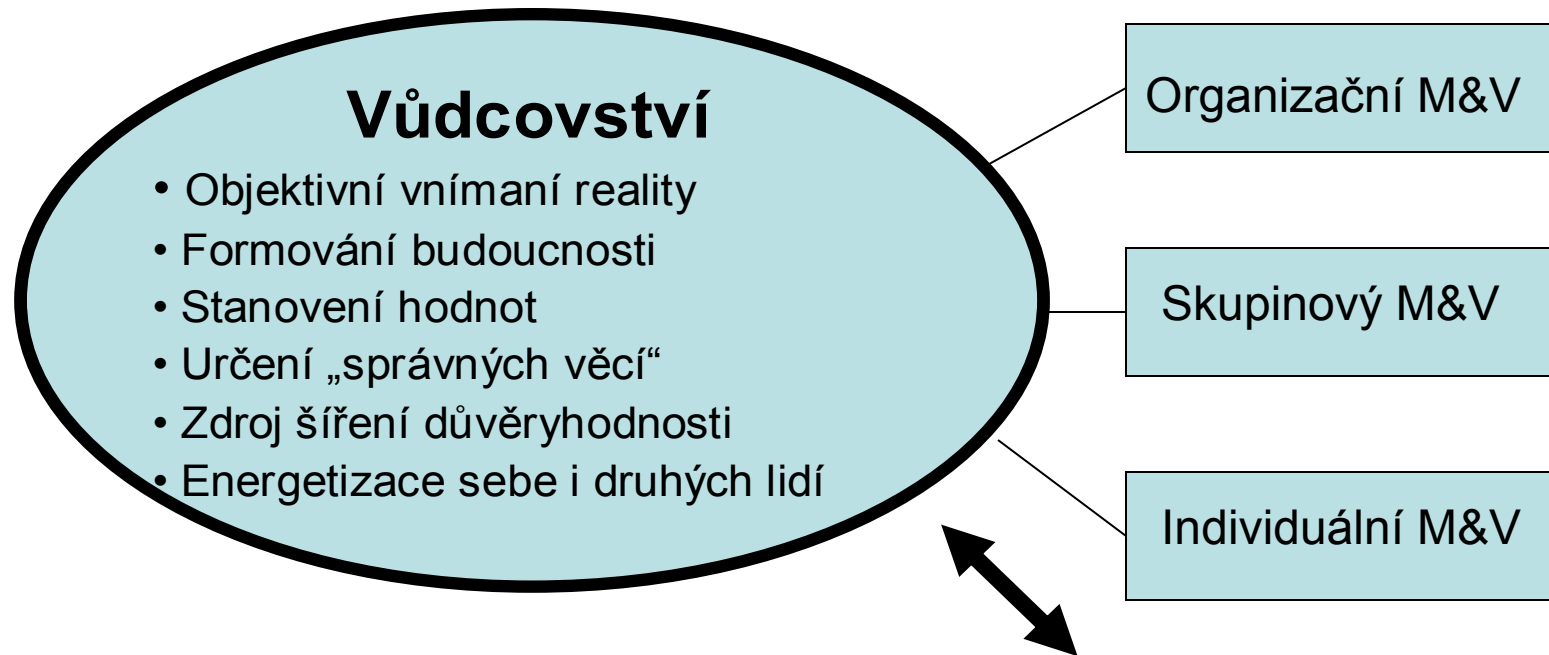 Vůdcovství
• Objektivní vnímaní reality
• Formování budoucnosti
• Stanovení hodnot
• Určení „správných věcí“
• Zdroj šíření důvěryhodnosti
• Energetizace sebe i druhých lidí
Organizační M&V
Skupinový M&V
Individuální M&V